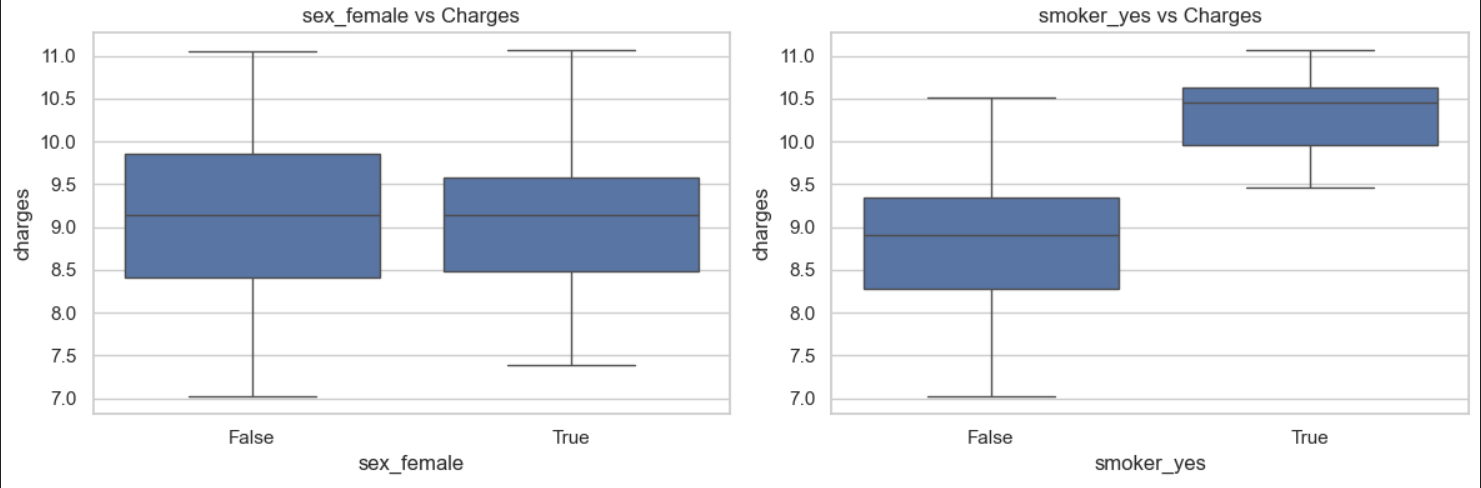 sex_female vs Charges
11.0
10.5
10.0
9.5
9.0
8.5
8.0
7.5
7.0
charges
False
True
sex_female
smoker_yes vs Charges
11.0
10.5
10.0
9.5
9.0
8.5
8.0
7.5
7.0
charges
False
True
smoker_yes